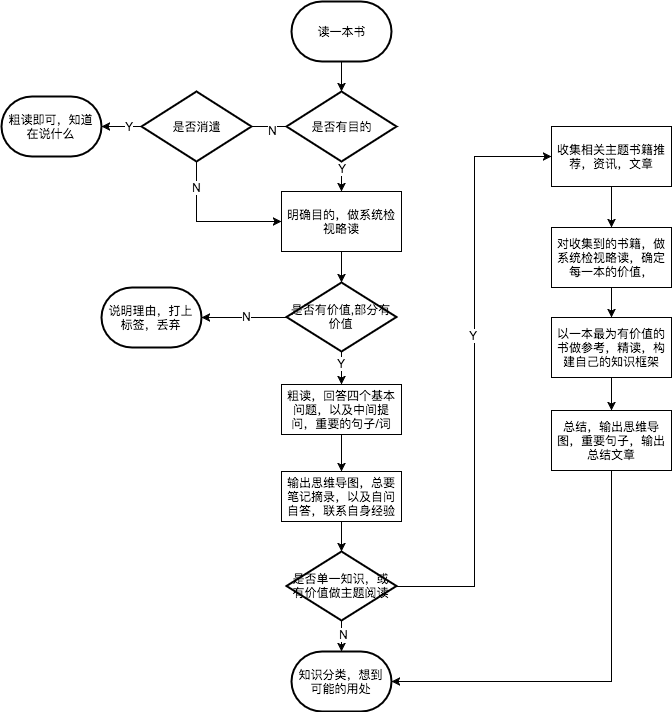 读一本书
粗读即可，知道
在说什么
Y
是否消遣
N
是否有目的
N
Y
明确目的，做系统检
视略读
说明理由，打上
标签，丢弃
N
是否有价值,部分有
价值
Y
粗读，回答四个基本
问题，以及中间提
问，重要的句子/词
输出思维导图，总要
笔记摘录，以及自问
自答，联系自身经验
是否单一知识，或
有价值做主题阅读
Y
N
知识分类，想到
可能的用处
收集相关主题书籍推
荐，资讯，文章
对收集到的书籍，做
系统检视略读，确定
每一本的价值，
以一本最为有价值的
书做参考，精读，构
建自己的知识框架
总结，输出思维导
图，重要句子，输出
总结文章